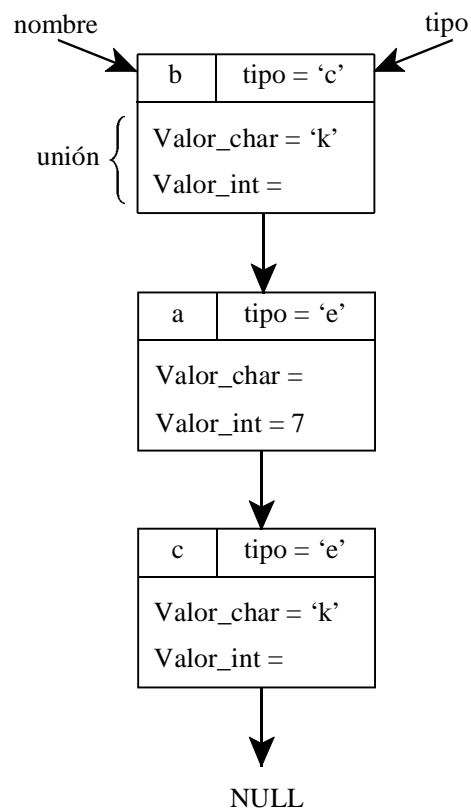 nombre
tipo
b tipo = ‘c’
unión
Valor_char = ‘k’
Valor_int =
a tipo = ‘e’
Valor_char =
Valor_int = 7
c tipo = ‘e’
Valor_char = ‘k’
Valor_int =
NULL